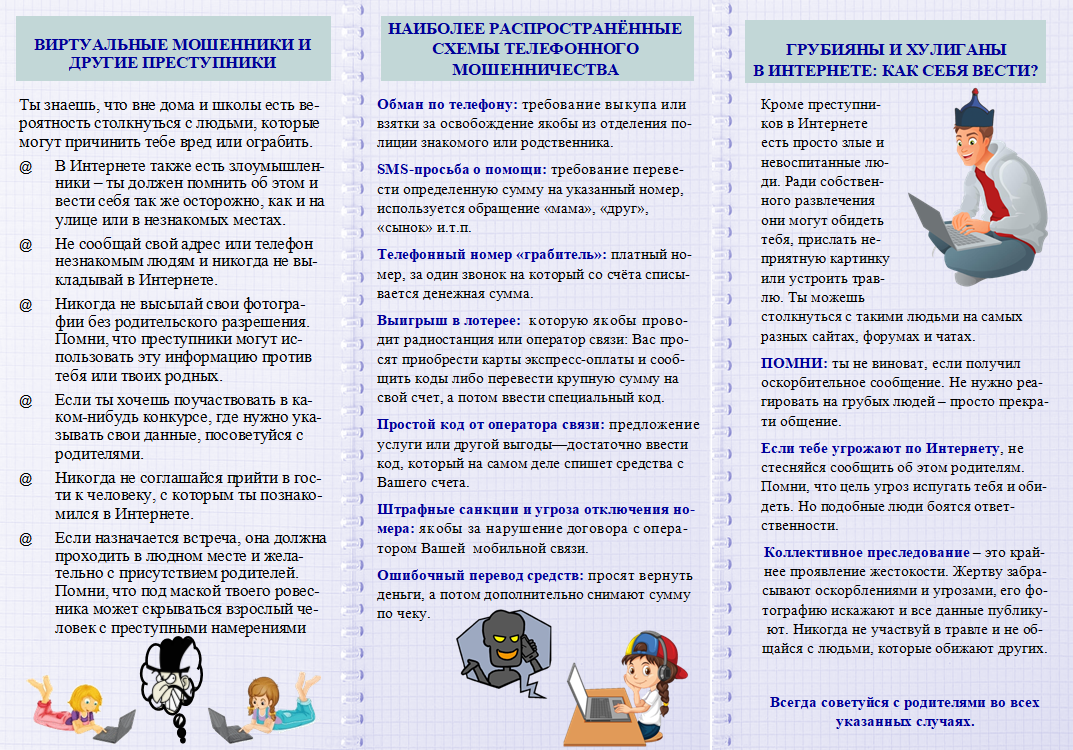 ВИРТУАЛЬНЫЕ МОШЕННИКИ И
ДРУГИЕ ПРЕСТУПНИКИ
Ты знаешь, что вне дома и школы есть ве-
роятность столкнуться с людьми, которые
могут причинить тебе вред или ограбить.
@ В Интернете также есть злоумышлен-
ники – ты должен помнить об этом и
вести себя так же осторожно, как и на
улице или в незнакомых местах.
@ Не сообщай свой адрес или телефон
незнакомым людям и никогда не вы-
кладывай в Интернете.
@ Никогда не высылай свои фотогра-
фии без родительского разрешения.
Помни, что преступники могут ис-
пользовать эту информацию против
тебя или твоих родных.
@ Если ты хочешь поучаствовать в ка-
ком-нибудь конкурсе, где нужно ука-
зывать свои данные, посоветуйся с
родителями.
@ Никогда не соглашайся прийти в гос-
ти к человеку, с которым ты познако-
мился в Интернете.
@ Если назначается встреча, она должна
проходить в людном месте и жела-
тельно с присутствием родителей.
Помни, что под маской твоего ровес-
ника может скрываться взрослый че-
ловек с преступными намерениями
НАИБОЛЕЕ РАСПРОСТРАНЁННЫЕ
СХЕМЫ ТЕЛЕФОННОГО
МОШЕННИЧЕСТВА
Обман по телефону: требование выкупа или
взятки за освобождение якобы из отделения по-
лиции знакомого или родственника.
SMS-просьба о помощи: требование переве-
сти определенную сумму на указанный номер,
используется обращение «мама», «друг»,
«сынок» и.т.п.
Телефонный номер «грабитель»: платный но-
мер, за один звонок на который со счёта списы-
вается денежная сумма.
Выигрыш в лотерее: которую якобы прово-
дит радиостанция или оператор связи: Вас про-
сят приобрести карты экспресс-оплаты и сооб-
щить коды либо перевести крупную сумму на
свой счет, а потом ввести специальный код.
Простой код от оператора связи: предложение
услуги или другой выгоды—достаточно ввести
код, который на самом деле спишет средства с
Вашего счета.
Штрафные санкции и угроза отключения но-
мера: якобы за нарушение договора с опера-
тором Вашей мобильной связи.
Ошибочный перевод средств: просят вернуть
деньги, а потом дополнительно снимают сумму
по чеку.
ГРУБИЯНЫ И ХУЛИГАНЫ
В ИНТЕРНЕТЕ: КАК СЕБЯ ВЕСТИ?
Кроме преступни-
ков в Интернете
есть просто злые и
невоспитанные лю-
ди. Ради собствен-
ного развлечения
они могут обидеть
тебя, прислать не-
приятную картинку
или устроить трав-
лю. Ты можешь
столкнуться с такими людьми на самых
разных сайтах, форумах и чатах.
ПОМНИ: ты не виноват, если получил
оскорбительное сообщение. Не нужно реа-
гировать на грубых людей – просто прекра-
ти общение.
Если тебе угрожают по Интернету, не
стесняйся сообщить об этом родителям.
Помни, что цель угроз испугать тебя и оби-
деть. Но подобные люди боятся ответ-
ственности.
Коллективное преследование – это край-
нее проявление жестокости. Жертву забра-
сывают оскорблениями и угрозами, его фо-
тографию искажают и все данные публику-
ют. Никогда не участвуй в травле и не об-
щайся с людьми, которые обижают других.
Всегда советуйся с родителями во всех
указанных случаях.